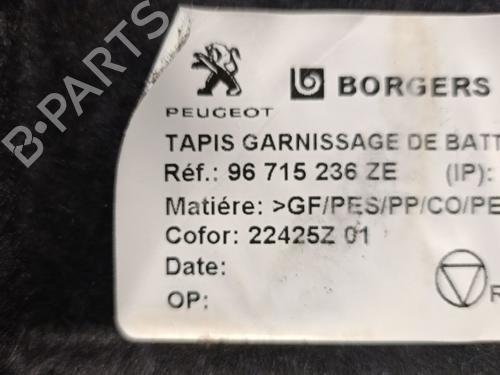 BORGERS
PEUGEOT
TAPIS GARNISSAGE DE BATT
Réf.: 96 715 236 ZE (IP):
Matiére: >GF/PES/PP/CO/PE
Cofor: 22425Z 01
Date:
OP:
R